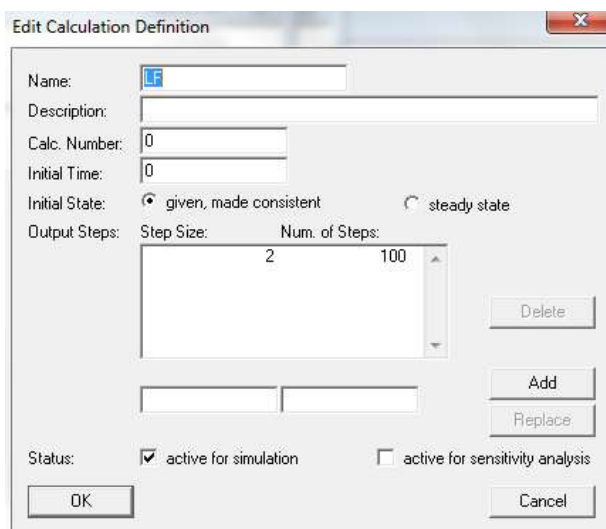 Edit Calculation Definition
Name: LF
Description:
Calc. Number: 0
Initial Time: 0
Initial State: given, made consistent steady state
Output Steps: Step Size: Num. of Steps:
2 100
Delete
Add
Replace
Status: active for simulation active for sensitivity analysis
OK Cancel